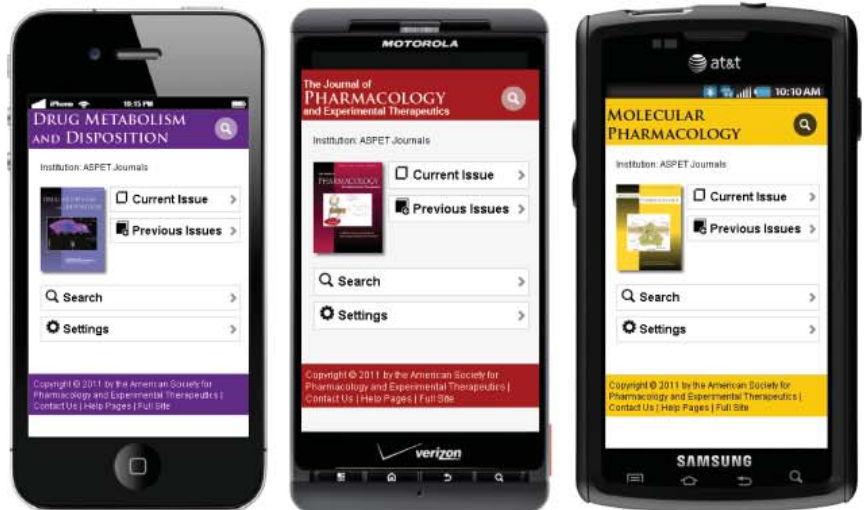 iPhone
10:15 PM
DRUG METABOLISM
AND DISPOSITION
Institution: ASPET Journals
Current Issue
Previous Issues
Search
Settings
Copyright © 2011 by the American Society for
Pharmacology and Experimental Therapeutics |
Contact Us | Help Pages | Full Site
MOTOROLA
The Journal of
PHARMACOLOGY
and Experimental Therapeutics
Institution: ASPET Journals
PHARMACOLOGY
Current Issue
Previous Issues
Search
Settings
Copyright © 2011 by the American Society for
Pharmacology and Experimental Therapeutics |
Contact Us | Help Pages | Full Site
verizon
at&t
10:10 AM
MOLECULAR
PHARMACOLOGY
Institution: ASPET Journals
Current Issue
Previous Issues
Search
Settings
Copyright © 2011 by the American Society for
Pharmacology and Experimental Therapeutics |
Contact Us | Help Pages | Full Site
SAMSUNG